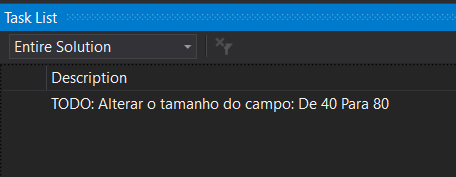 Task List
Entire Solution
Description
TODO: Alterar o tamanho do campo: De 40 Para 80